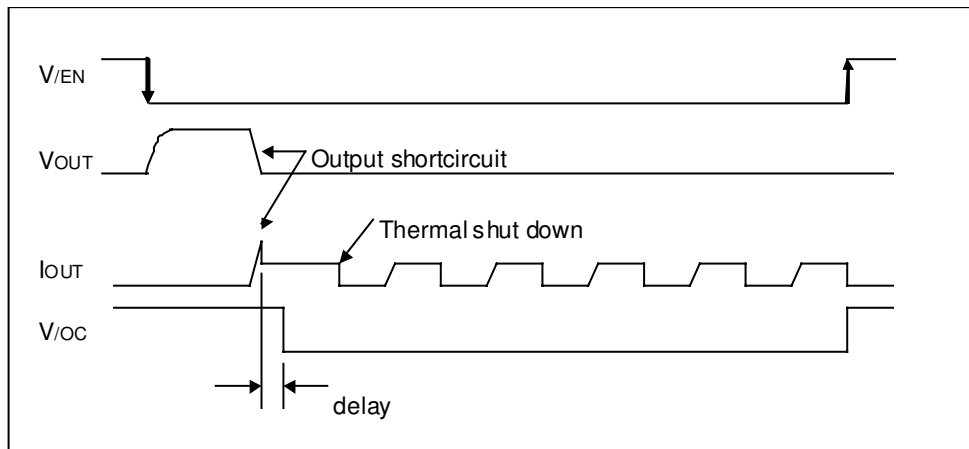 V/EN
VOUT
Output shortcircuit
Thermal shut down
IOUT
V/OC
delay